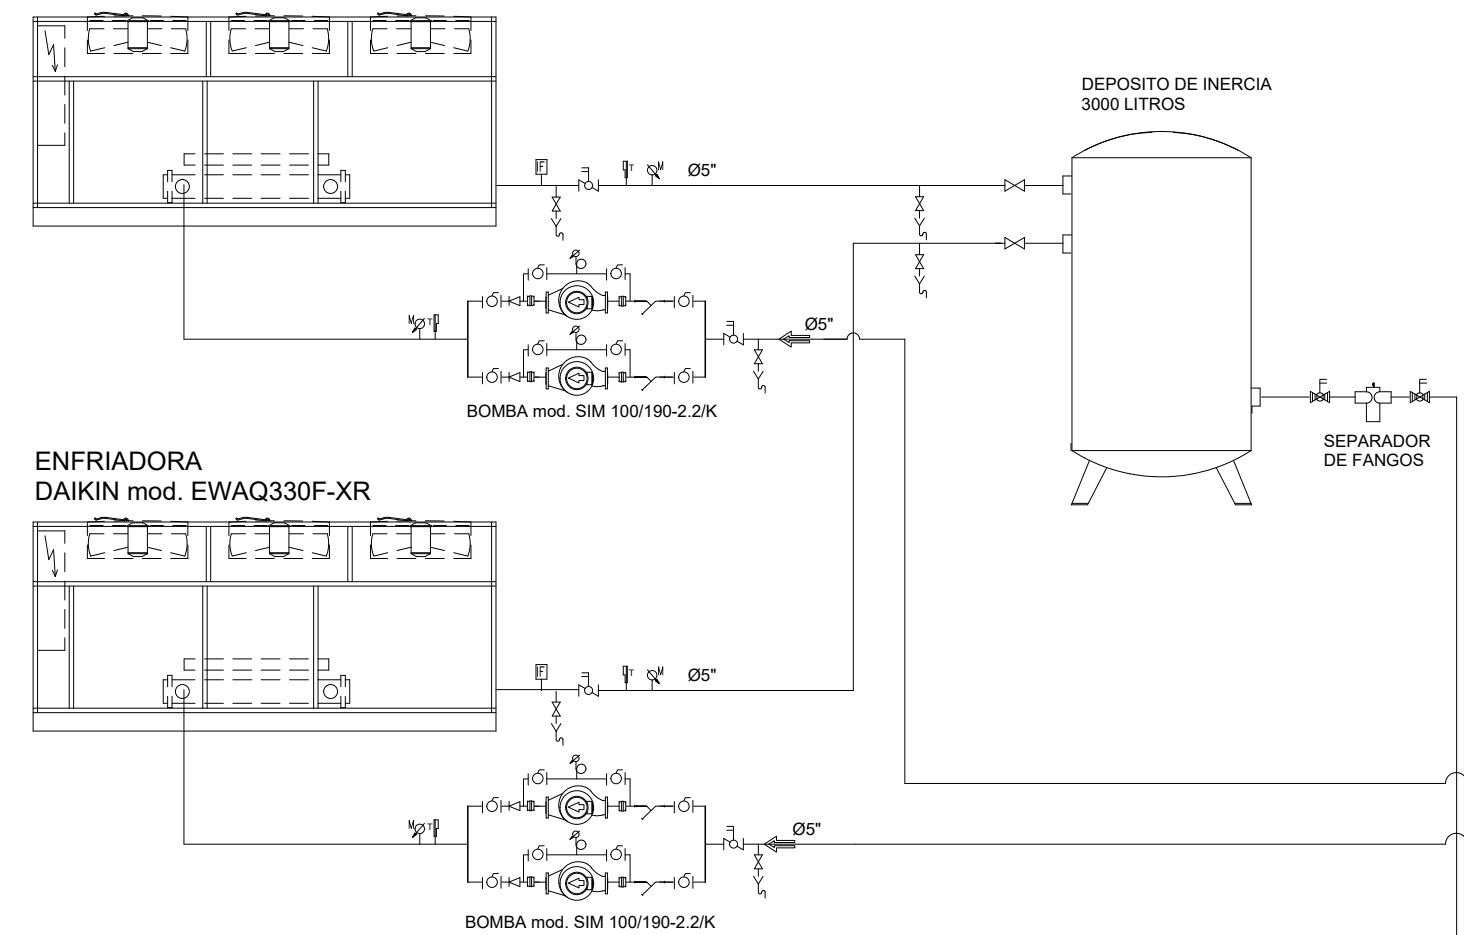 DEPOSITO DE INERCIA
3000 LITROS
F
T
M
Ø5"
M
T
Ø5"
BOMBA mod. SIM 100/190-2.2/K
SEPARADOR
DE FANGOS
ENFRIADORA
DAIKIN mod. EWAQ330F-XR
F
T
M
Ø5"
M
T
Ø5"
BOMBA mod. SIM 100/190-2.2/K